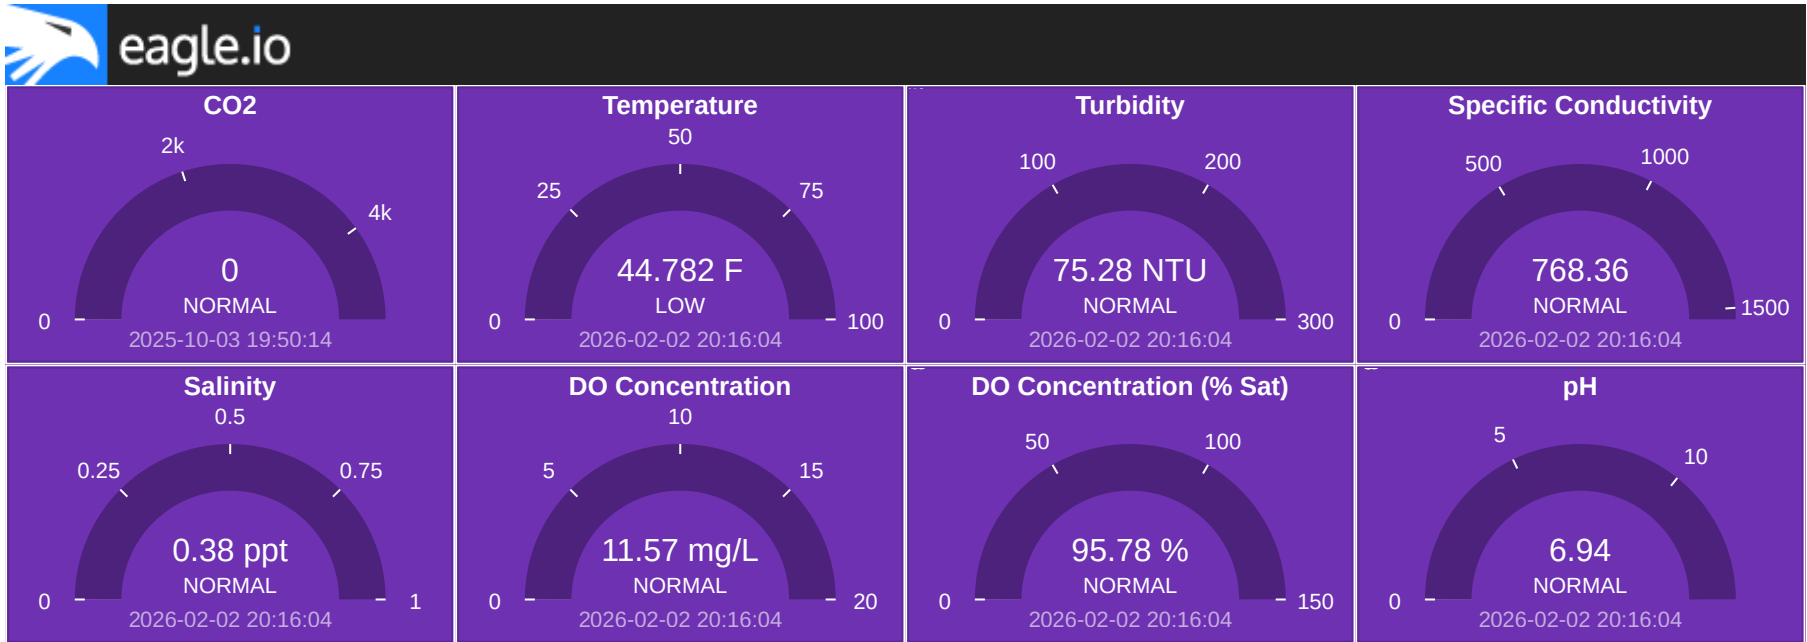 eagle.io
CO2
2k
4k
0
0
NORMAL
2025-10-03 19:50:14
Temperature
50
25
75
44.782 F
LOW
0
100
2026-02-02 20:16:04
Turbidity
100
200
75.28 NTU
NORMAL
0
300
2026-02-02 20:16:04
Specific Conductivity
500
1000
768.36
NORMAL
0
1500
2026-02-02 20:16:04
Salinity
0.5
0.25
0.75
0.38 ppt
NORMAL
0
1
2026-02-02 20:16:04
DO Concentration
10
5
15
11.57 mg/L
NORMAL
0
20
2026-02-02 20:16:04
DO Concentration (% Sat)
50
100
95.78 %
NORMAL
0
150
2026-02-02 20:16:04
pH
5
10
6.94
NORMAL
0
2026-02-02 20:16:04